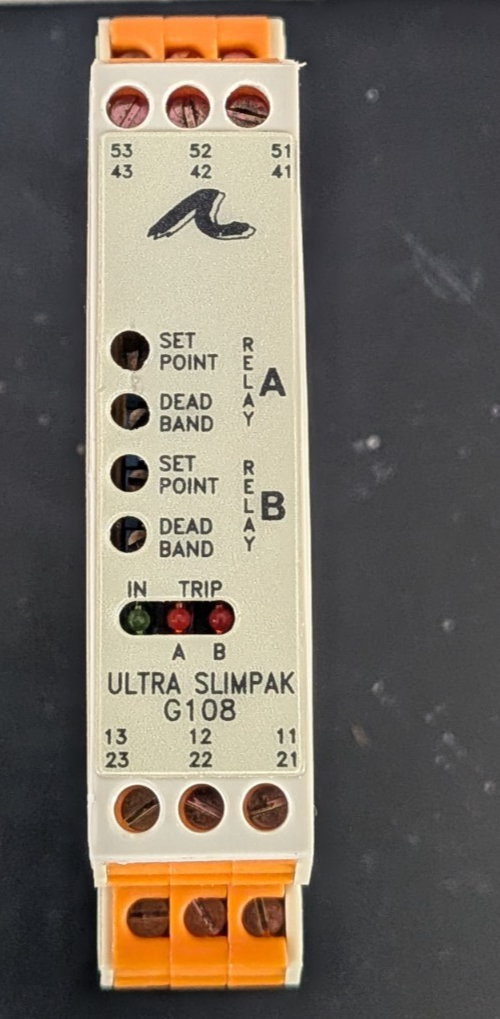 53 52 51
43 42 41
SET
POINT
DEAD
BAND
RELAY
A
SET
POINT
DEAD
BAND
RELAY
B
IN TRIP
A B
ULTRA SLIMPAK
G108
13 12 11
23 22 21